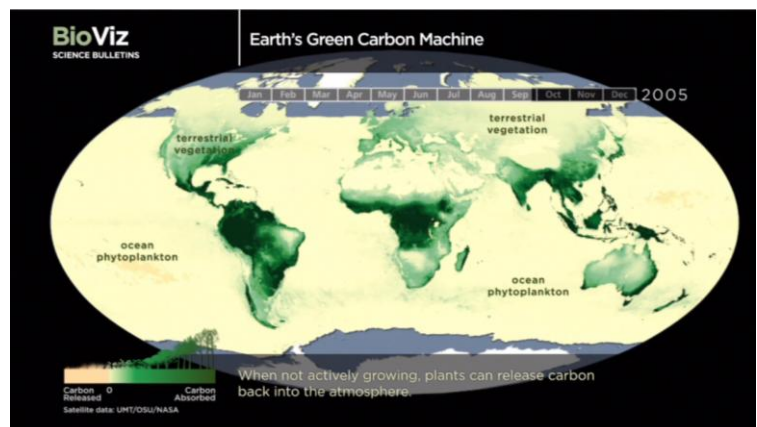 BioViz
SCIENCE BULLETINS
Earth's Green Carbon Machine
Jan Feb Mar Apr May Jun Jul Aug Sep Oct Nov Dec 2005
terrestrial
vegetation
terrestrial
vegetation
ocean
phytoplankton
ocean
phytoplankton
Carbon
Released
0
Carbon
Absorbed
Satellite data: UMT/OSU/NASA
When not actively growing, plants can release carbon
back into the atmosphere.